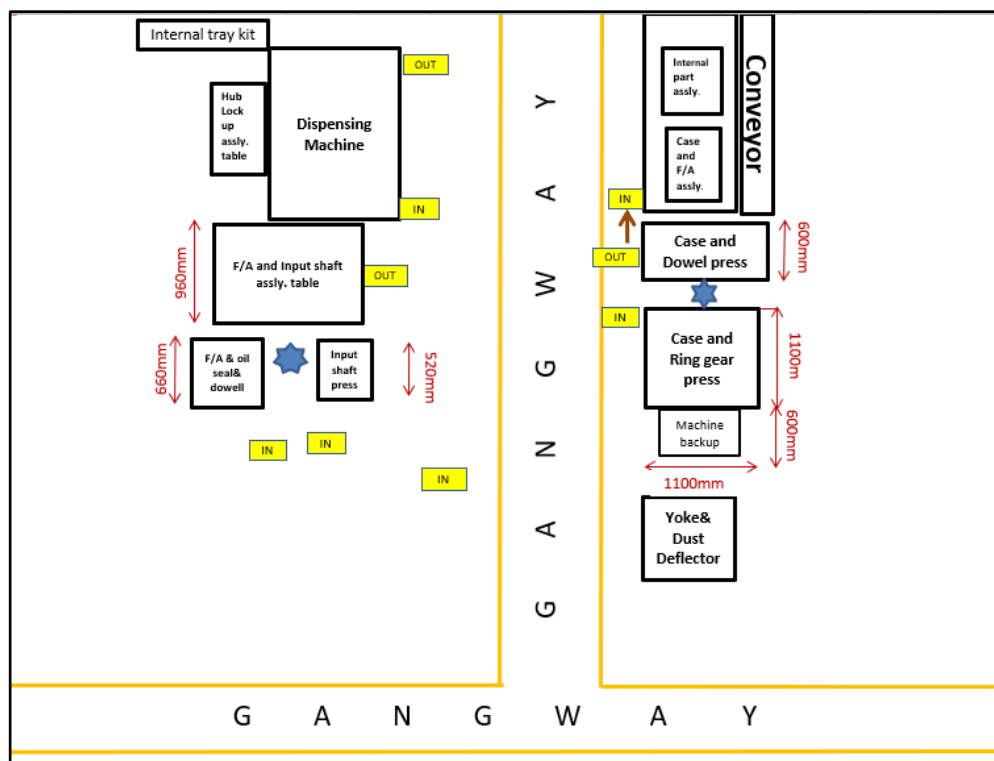 Internal tray kit
OUT
Hub
Lock
up
assly.
table
Dispensing
Machine
IN
960mm
F/A and Input shaft
assly. table
OUT
660mm
F/A & oil
seal&
dowell
Input
shaft
press
520mm
IN
IN
IN
GANGWAY
Internal
part
assly.
Conveyor
Case
and
F/A
assly.
IN
OUT
Case and
Dowel press
600mm
IN
Case and
Ring gear
press
1100m
Machine
backup
600mm
1100mm
Yoke&
Dust
Deflector
G A N G W A Y